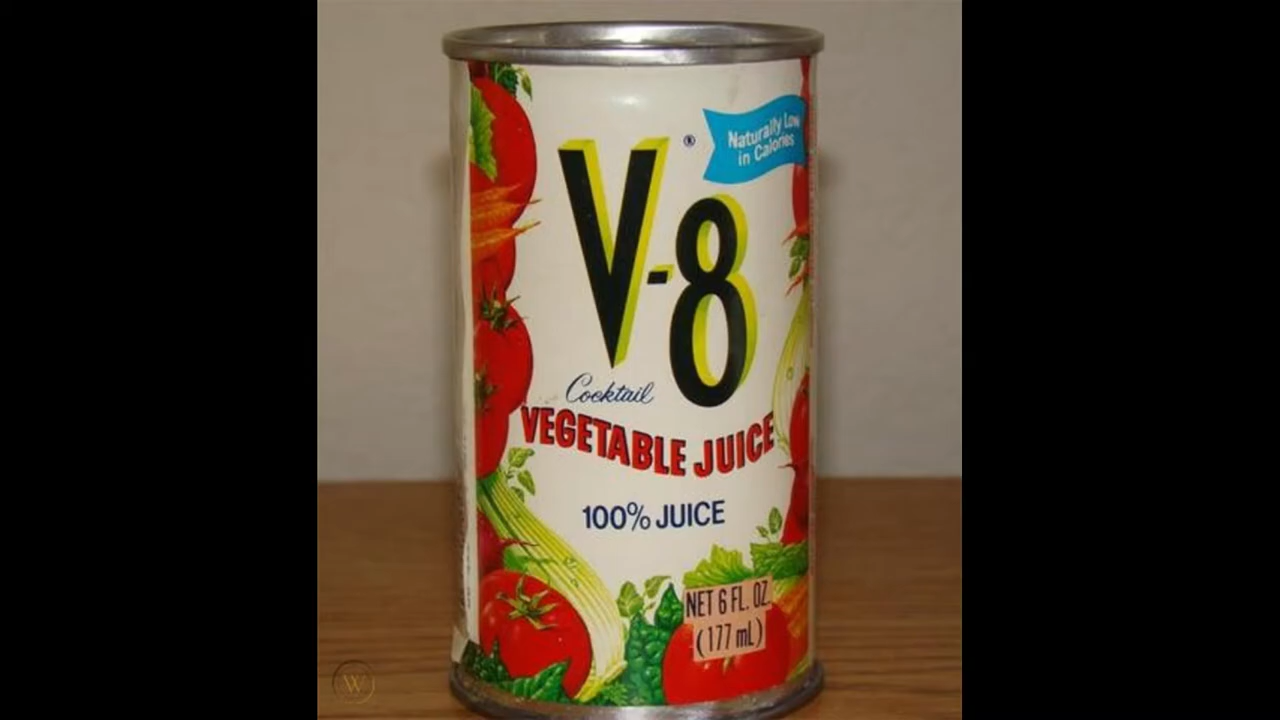 Naturally Low
in Calories
V-8®
Cocktail
VEGETABLE JUICE
100% JUICE
NET 6 FL. OZ.
(177 mL)
W